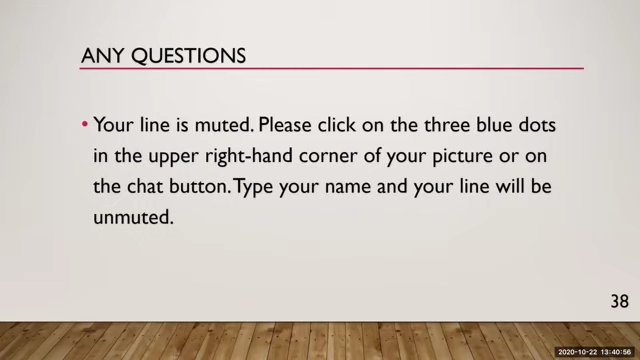 ANY QUESTIONS
• Your line is muted. Please click on the three blue dots
in the upper right-hand corner of your picture or on
the chat button. Type your name and your line will be
unmuted.
38
2020-10-22 13:40:56